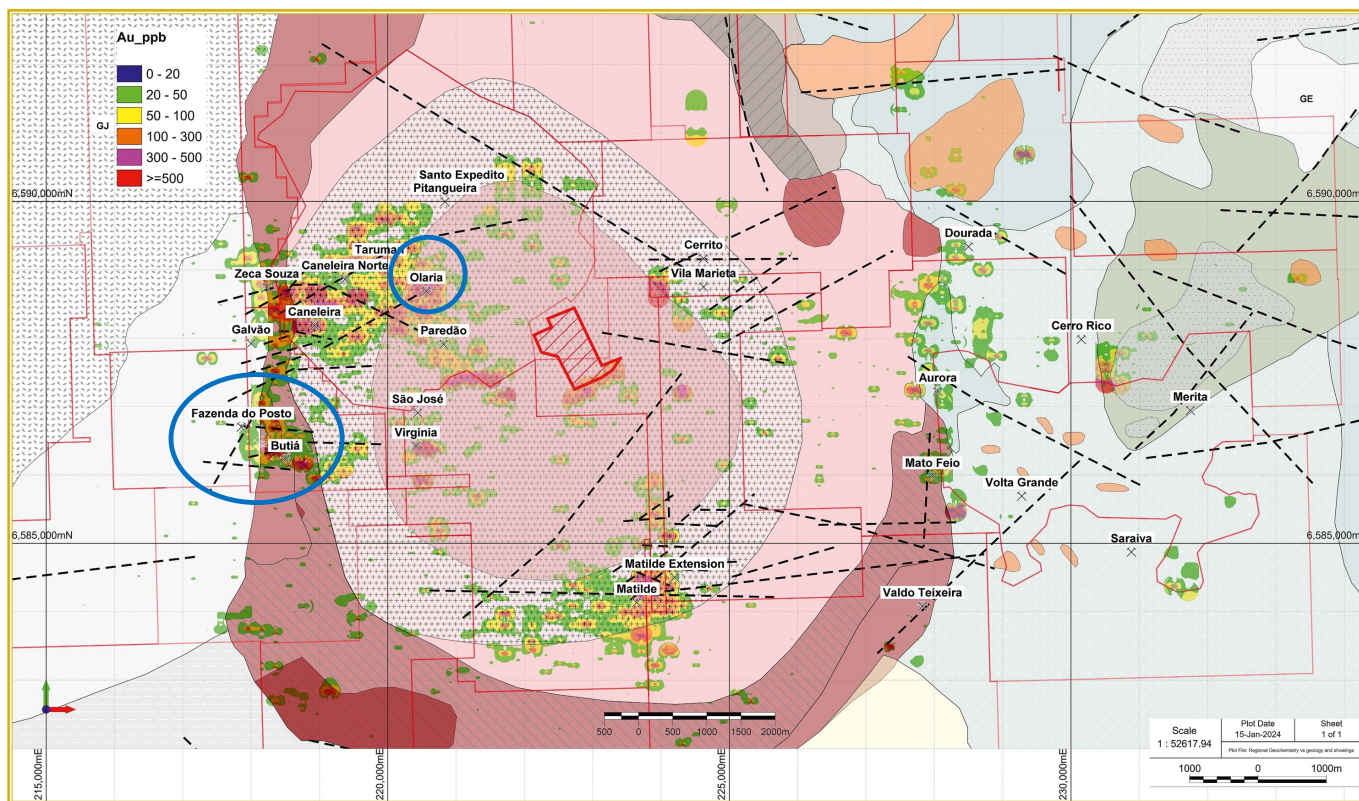 Au_ppb
0 - 20
20 - 50
50 - 100
100 - 300
300 - 500
>=500
GJ
GE
6,590,000mN
6,590,000mN
Santo Expedito
Pitangueira
Taruman
Caneleira Norte
Zeca Souza
Olaria
Caneleira
Galvão
Paredão
Cerrito
Vila Marieta
Dourada
Cerro Rico
Aurora
Merita
São José
Fazenda do Posto
Virgínia
Butiá
Mato Feio
Volta Grande
6,585,000mN
6,585,000mN
Saraiva
Matilde Extension
Matilde
Valdo Teixeira
500 0 500 1000 1500 2000m
215,000mE
220,000mE
225,000mE
230,000mE
Scale
1 : 52617.94
Plot Date
15-Jan-2024
Sheet
1 of 1
Plot File: Regional Geochemistry vs geology and showings
1000 0 1000m